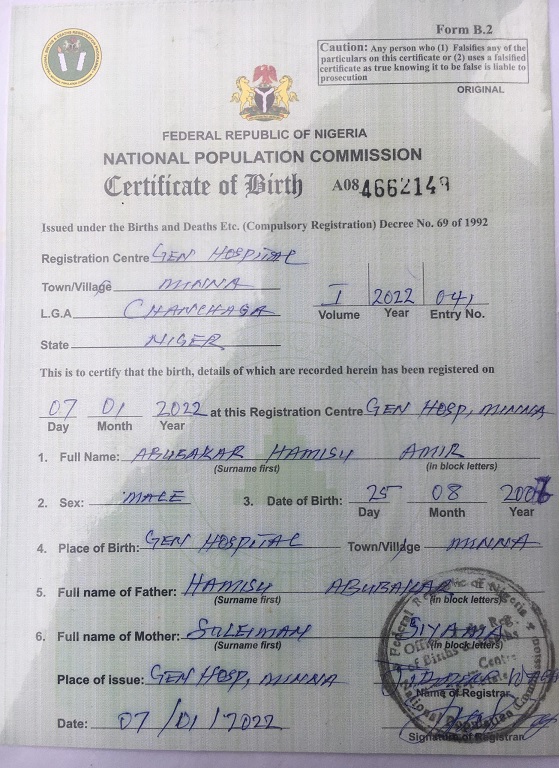 Form B.2
Caution: Any person who (1) Falsifies any of the
particulars on this certificate or (2) uses a falsified
certificate as true knowing it to be false is liable to
prosecution
ORIGINAL
FEDERAL REPUBLIC OF NIGERIA
NATIONAL POPULATION COMMISSION
Certificate of Birth A08 4662149
Issued under the Births and Deaths Etc. (Compulsory Registration) Decree No. 69 of 1992
Registration Centre GEN HOSPITAL
Town/Village MINNA
I 2022 041
L.G.A CHANCHAGA
Volume Year Entry No.
State NIGER
This is to certify that the birth, details of which are recorded herein has been registered on
07 01 2022 at this Registration Centre GEN HOSP, MINNA
Day Month Year
1. Full Name: ABUBAKAR HAMISU AMIR
(Surname first) (in block letters)
2. Sex: MALE 3. Date of Birth: 25 08
Day Month Year
4. Place of Birth: GEN HOSPITAL Town/Village MINNA
5. Full name of Father: HAMISU ABUBAKAR
(Surname first) (in block letters)
6. Full name of Mother: SULEIMAN
(Surname first) (in block letters)
Place of issue: GEN HOSP, MINNA
Name of Registrar
Date: 07/01/2022
Signature of Registrar